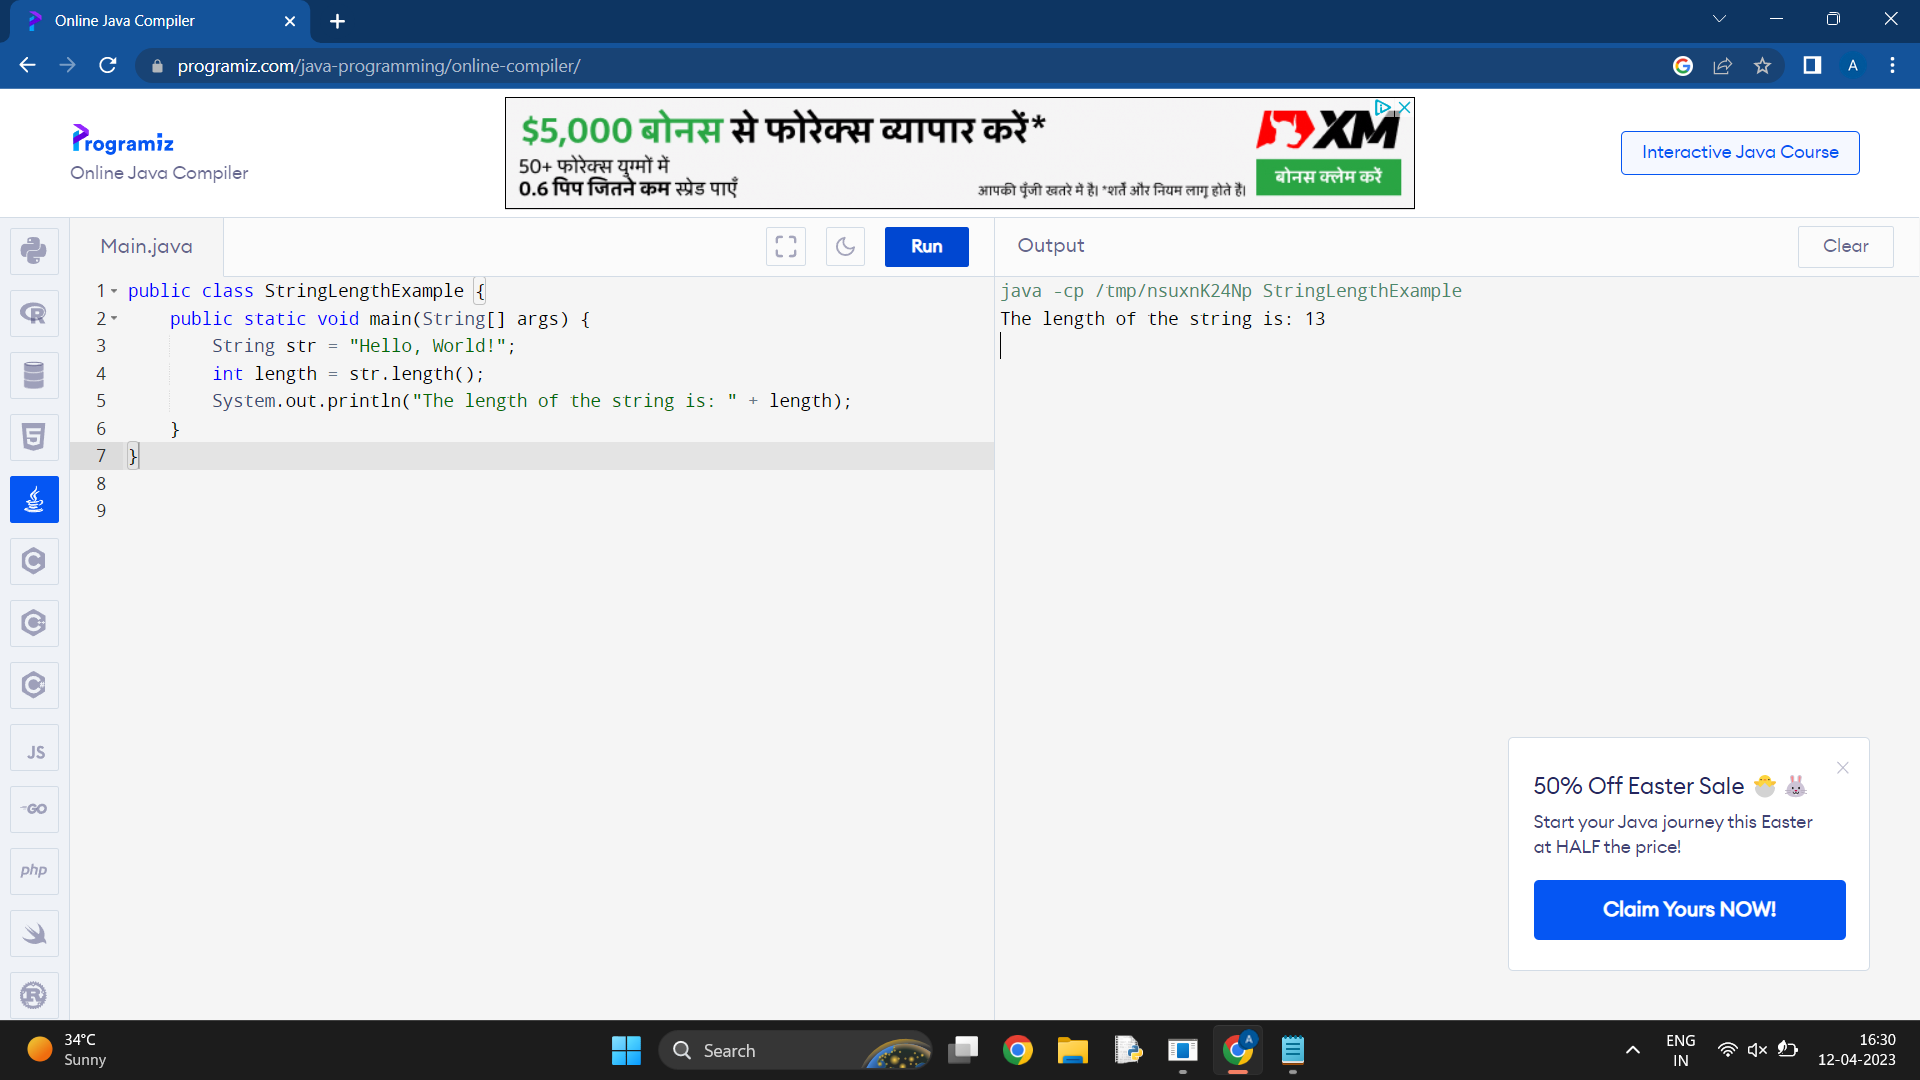 Online Java Compiler
programiz.com/java-programming/online-compiler/
A
Programiz
Online Java Compiler
$5,000 बोनस से फोरेक्स व्यापार करें*
50+ फोरेक्स युग्मों में
0.6 पिप जितने कम स्प्रेड पाएँ
आपकी पूँजी खतरे में है। *शर्तें और नियम लागू होते हैं।
XM
बोनस क्लेम करें
Interactive Java Course
Main.java
Run
Output
Clear
1 public class StringLengthExample {
2     public static void main(String[] args) {
3         String str = "Hello, World!";
4         int length = str.length();
5         System.out.println("The length of the string is: " + length);
6     }
7 }
8
9
java -cp /tmp/nsuxnK24Np StringLengthExample
The length of the string is: 13
R
5
C
C
C
JS
GO
php
R
50% Off Easter Sale 🐣 🐰
Start your Java journey this Easter
at HALF the price!
Claim Yours NOW!
34°C
Sunny
Search
A
ENG
IN
16:30
12-04-2023